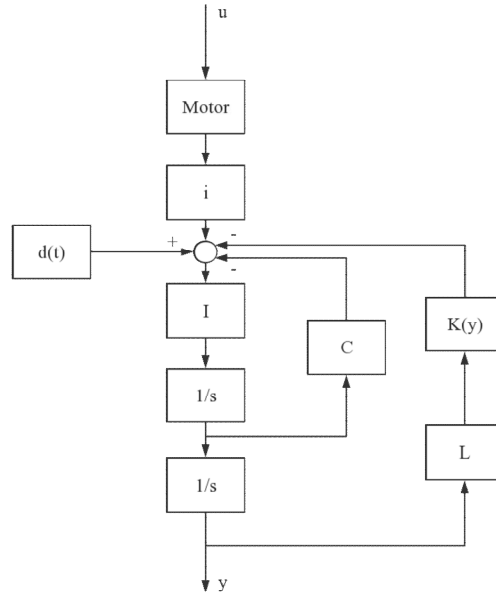 u
Motor
i
+
-
d(t)
-
I
K(y)
C
1/s
L
1/s
y